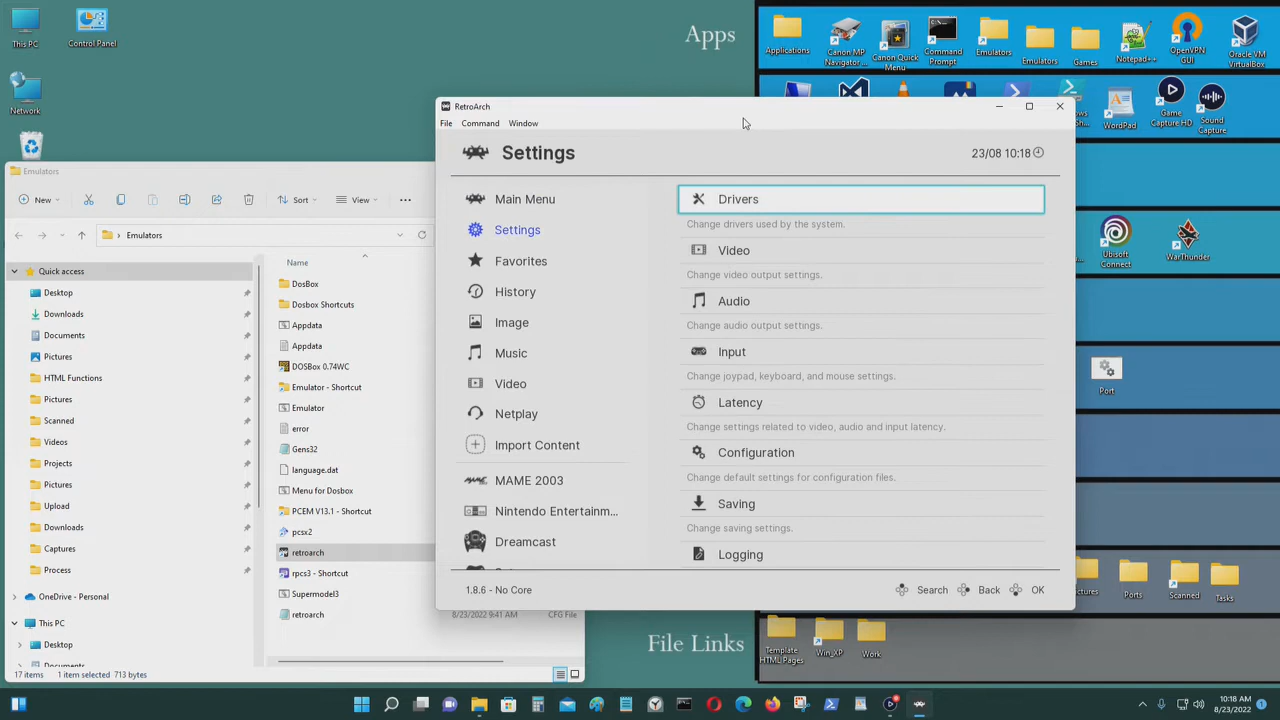 This PC
Control Panel
Network
Apps
Applications
Canon MP
Navigator ...
Canon Quick
Menu
Command
Prompt
Emulators
Emulators
Games
Notepad++
OpenVPN
GUI
Oracle VM
VirtualBox
WordPad
Game
Capture HD
Sound
Capture
Ubisoft
Connect
WarThunder
Port
Ports
Scanned
Tasks
File Links
Template
HTML Pages
Win_XP
Work
Emulators
New
Sort
View
Emulators
Quick access
Desktop
Downloads
Documents
Pictures
HTML Functions
Pictures
Scanned
Videos
Projects
Pictures
Upload
Downloads
Captures
Process
OneDrive - Personal
This PC
Desktop
Documents
Name
DosBox
Dosbox Shortcuts
Appdata
Appdata
DOSBox 0.74WC
Emulator - Shortcut
Emulator
error
Gens32
language.dat
Menu for Dosbox
PCEM V13.1 - Shortcut
pcsx2
retroarch
rpcs3 - Shortcut
Supermodel3
retroarch
8/23/2022 9:41 AM
CFG File
17 items
1 item selected 713 bytes
RetroArch
File
Command
Window
Settings
23/08 10:18
Main Menu
Settings
Favorites
History
Image
Music
Video
Netplay
Import Content
MAME 2003
Nintendo Entertainm...
Dreamcast
Drivers
Change drivers used by the system.
Video
Change video output settings.
Audio
Change audio output settings.
Input
Change joypad, keyboard, and mouse settings.
Latency
Change settings related to video, audio and input latency.
Configuration
Change default settings for configuration files.
Saving
Change saving settings.
Logging
1.8.6 - No Core
Search
Back
OK
10:18 AM
8/23/2022